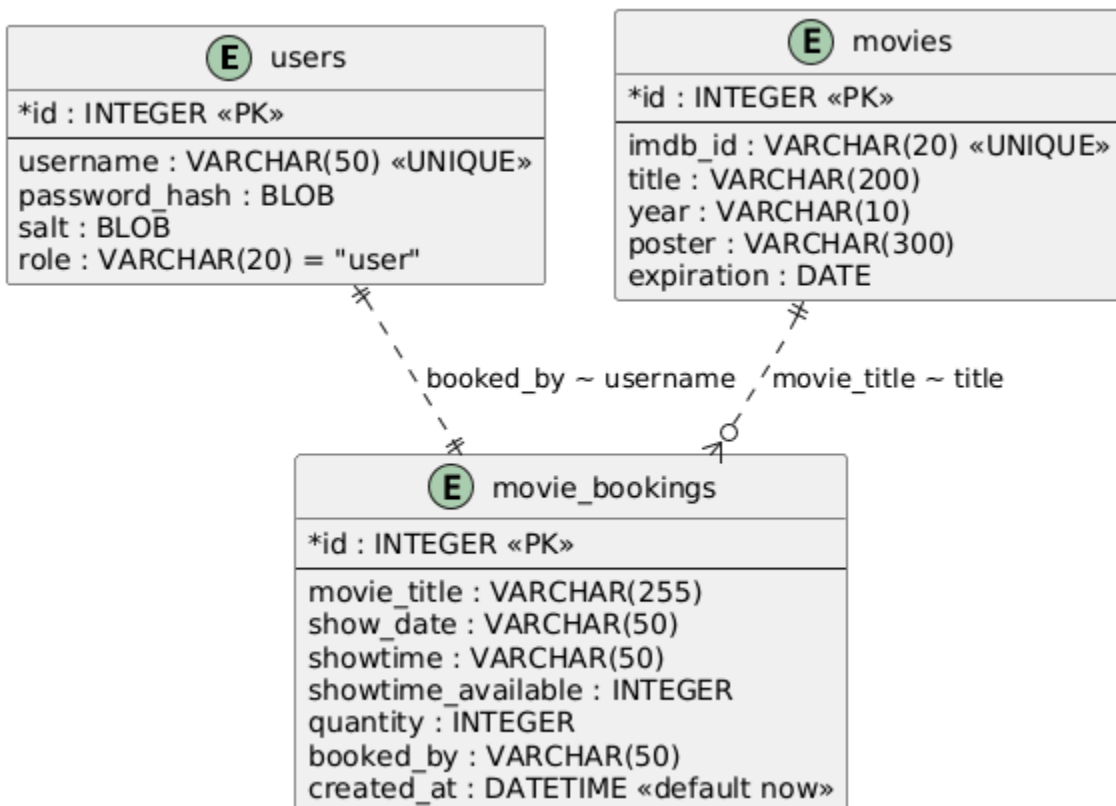 E users
*id : INTEGER «PK»
username : VARCHAR(50) «UNIQUE»
password_hash : BLOB
salt : BLOB
role : VARCHAR(20) = "user"
E movies
*id : INTEGER «PK»
imdb_id : VARCHAR(20) «UNIQUE»
title : VARCHAR(200)
year : VARCHAR(10)
poster : VARCHAR(300)
expiration : DATE
booked_by ~ username
movie_title ~ title
E movie_bookings
*id : INTEGER «PK»
movie_title : VARCHAR(255)
show_date : VARCHAR(50)
showtime : VARCHAR(50)
showtime_available : INTEGER
quantity : INTEGER
booked_by : VARCHAR(50)
created_at : DATETIME «default now»